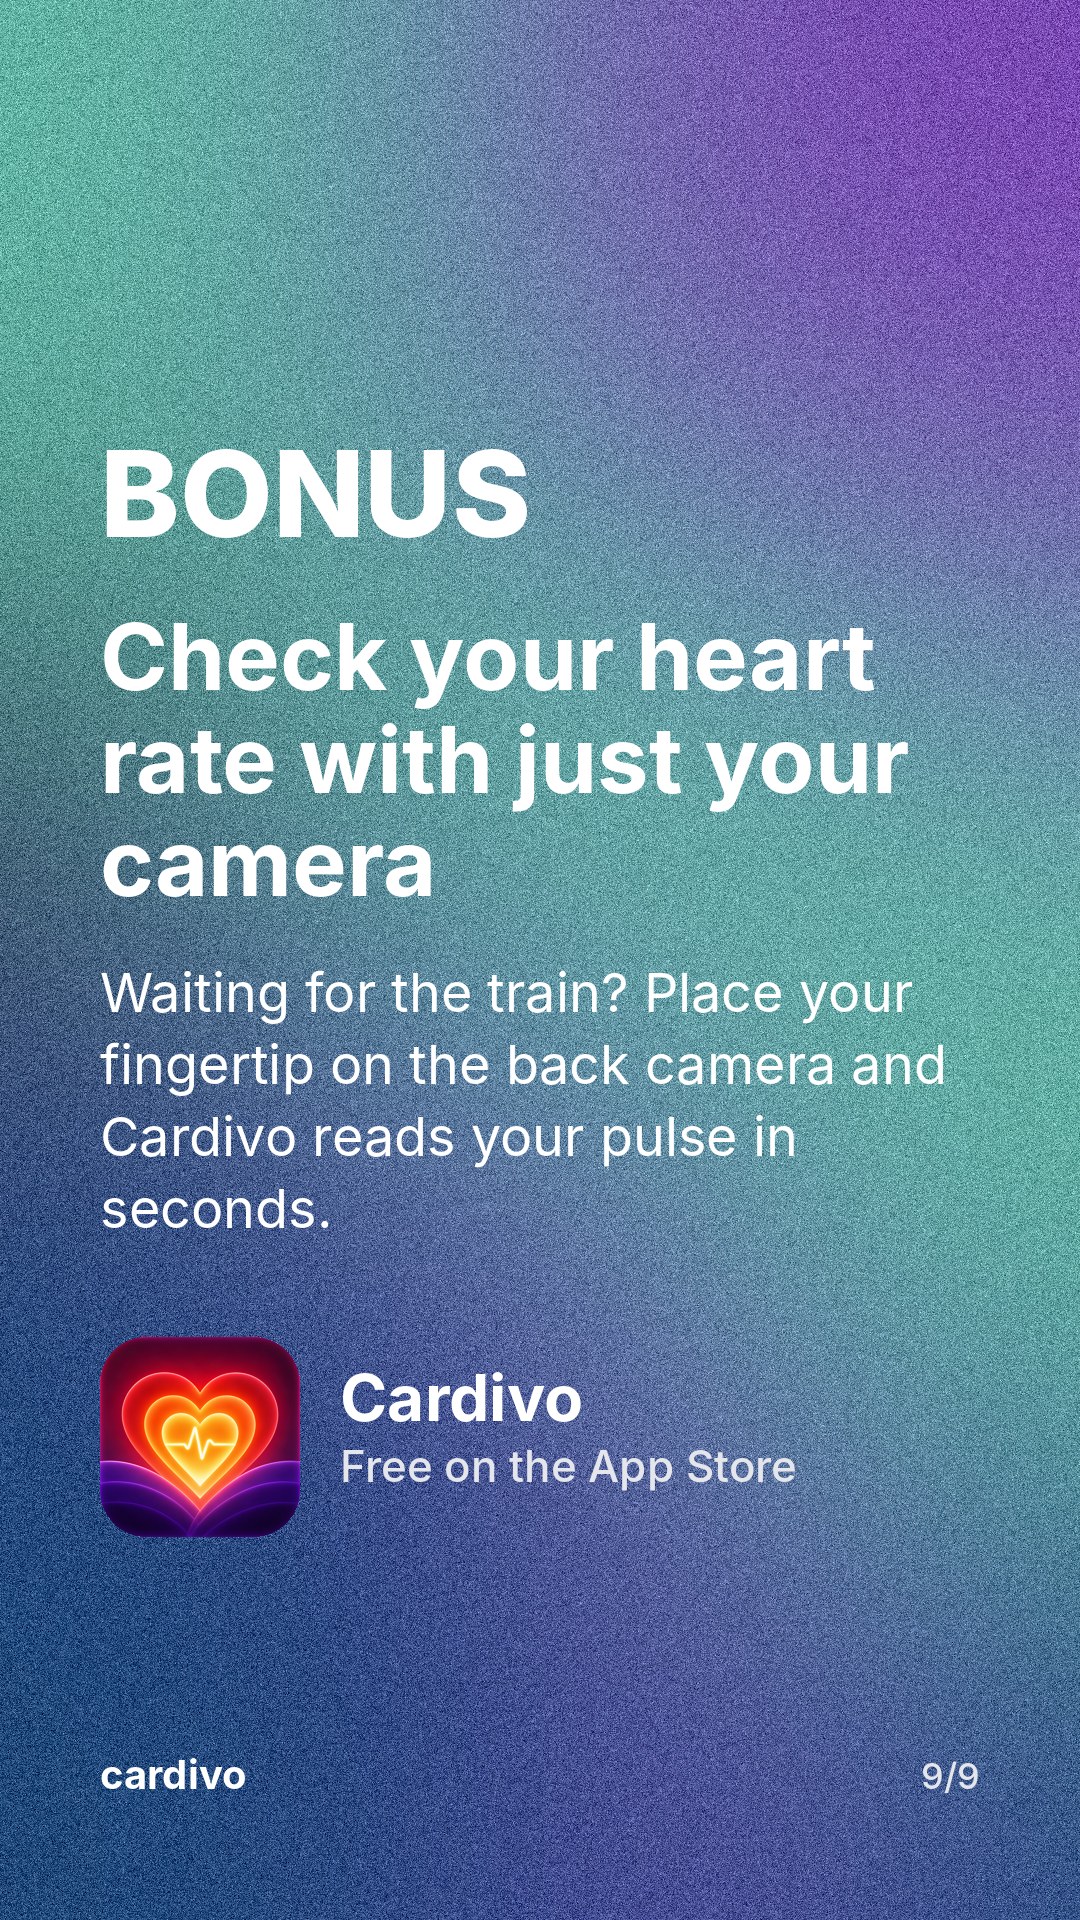 BONUS
Check your heart
rate with just your
camera
Waiting for the train? Place your
fingertip on the back camera and
Cardivo reads your pulse in
seconds.
Cardivo
Free on the App Store
cardivo
9/9